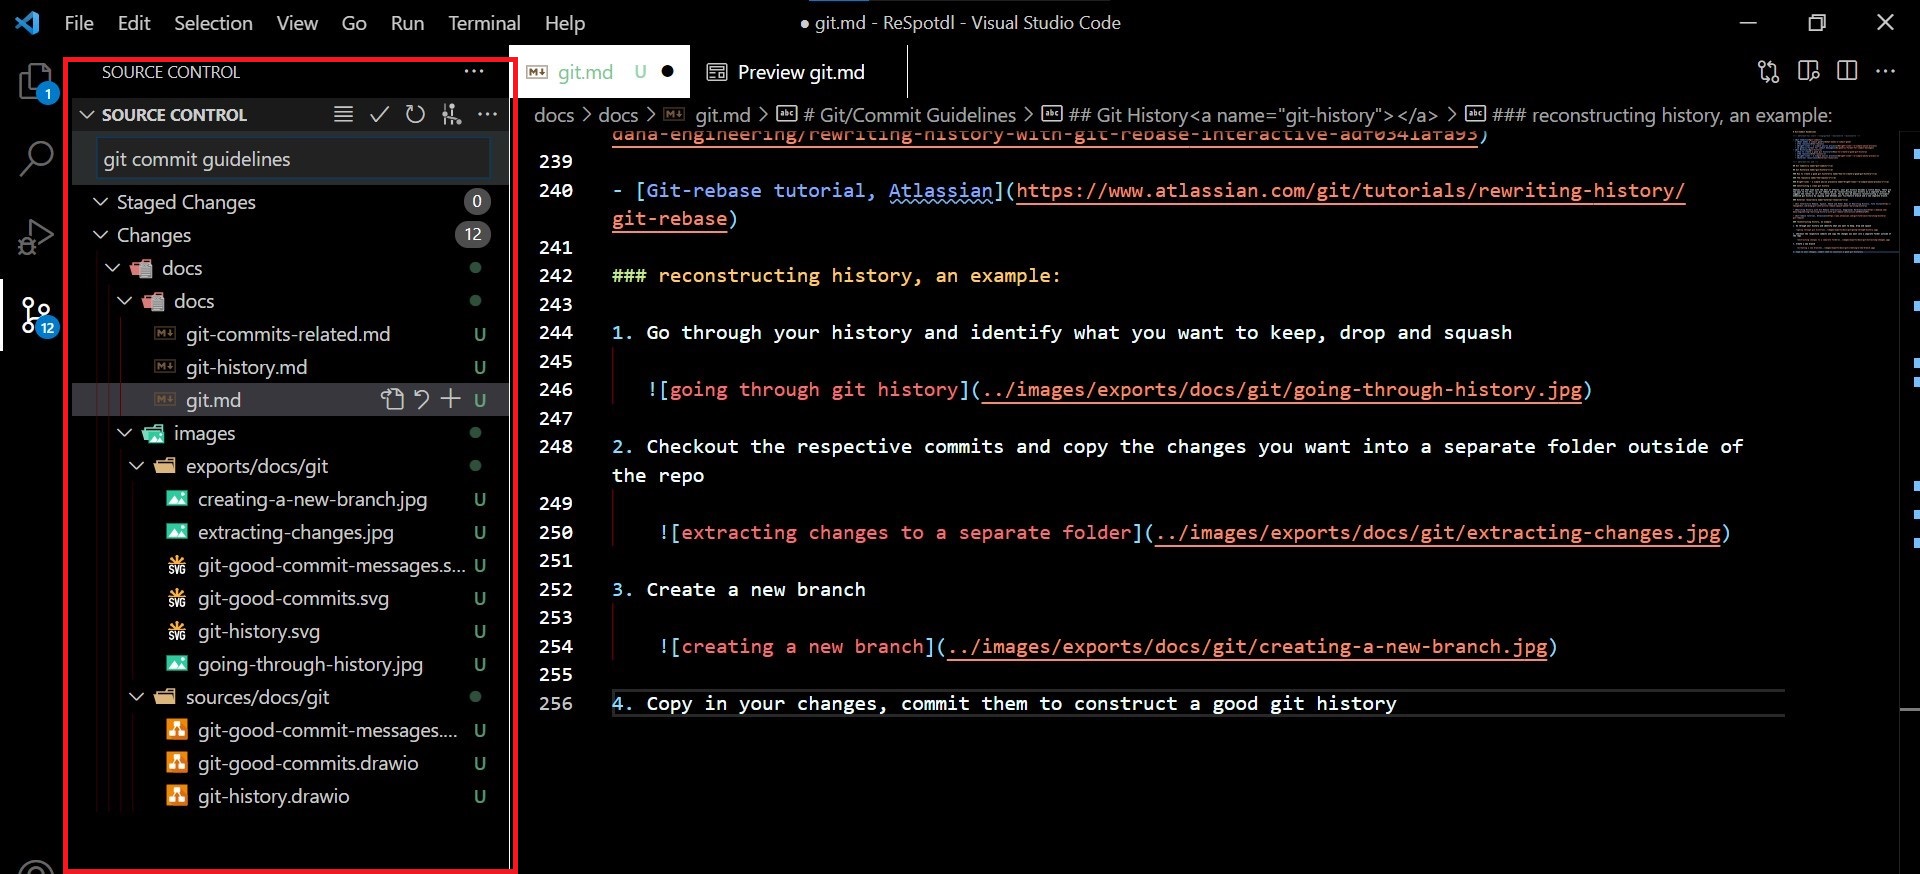 File Edit Selection View Go Run Terminal Help
● git.md - ReSpotdl - Visual Studio Code
1
12
SOURCE CONTROL
SOURCE CONTROL
git commit guidelines
Staged Changes 0
Changes 12
docs
docs
git-commits-related.md U
git-history.md U
git.md U
images
exports/docs/git
creating-a-new-branch.jpg U
extracting-changes.jpg U
git-good-commit-messages.s... U
git-good-commits.svg U
git-history.svg U
going-through-history.jpg U
sources/docs/git
git-good-commit-messages.... U
git-good-commits.drawio U
git-history.drawio U
git.md U ●
Preview git.md
docs > docs > git.md > # Git/Commit Guidelines > ## Git History<a name="git-history"></a> > ### reconstructing history, an example:
dana-engineering/rewriting-history-with-git-rebase-interactive-adf0341afa93)
239
240 - [Git-rebase tutorial, Atlassian](https://www.atlassian.com/git/tutorials/rewriting-history/
git-rebase)
241
242 ### reconstructing history, an example:
243
244 1. Go through your history and identify what you want to keep, drop and squash
245
246 ![going through git history](../images/exports/docs/git/going-through-history.jpg)
247
248 2. Checkout the respective commits and copy the changes you want into a separate folder outside of
the repo
249
250 ![extracting changes to a separate folder](../images/exports/docs/git/extracting-changes.jpg)
251
252 3. Create a new branch
253
254 ![creating a new branch](../images/exports/docs/git/creating-a-new-branch.jpg)
255
256 4. Copy in your changes, commit them to construct a good git history